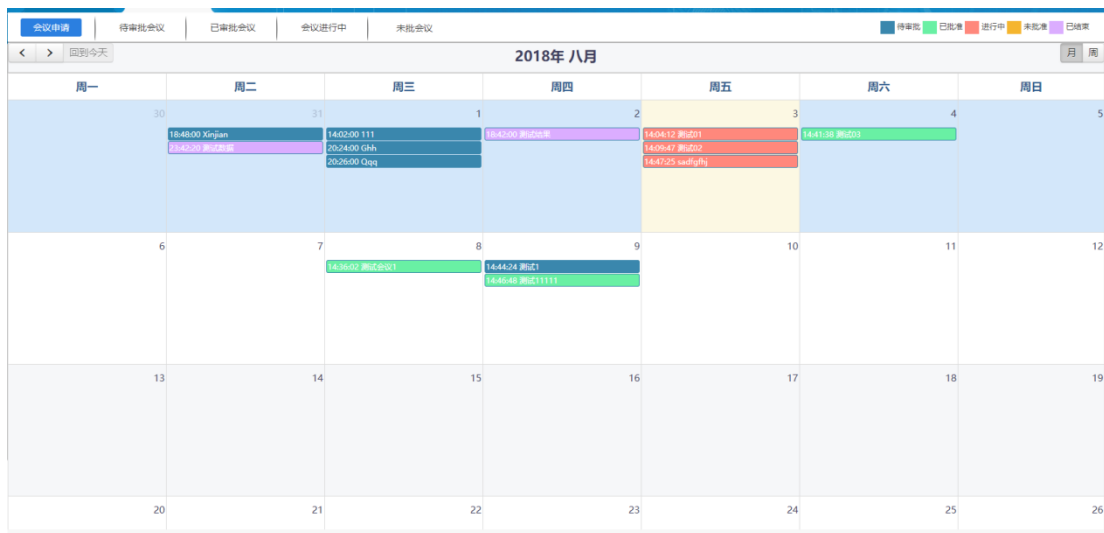 会议申请 待审批会议 已审批会议 会议进行中 未批会议 待审批 已批准 进行中 未批准 已结束
回到今天 2018年 八月 月 周
周一 周二 周三 周四 周五 周六 周日
30 31 1 2 3 4 5
18:48:00 Xinjian 14:02:00 111 18:42:00 测试结果 14:04:12 测试01 14:41:38 测试03
23:42:20 测试数据 20:24:00 Ghh 14:09:47 测试02
20:26:00 Qqq 14:47:25 sadfgfhj
6 7 8 9 10 11 12
14:36:02 测试会议1 14:44:24 测试1
14:46:48 测试11111
13 14 15 16 17 18 19
20 21 22 23 24 25 26